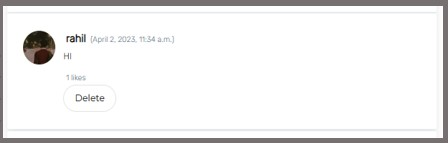 rahil (April 2, 2023, 11:34 a.m.)
HI
1 likes
Delete